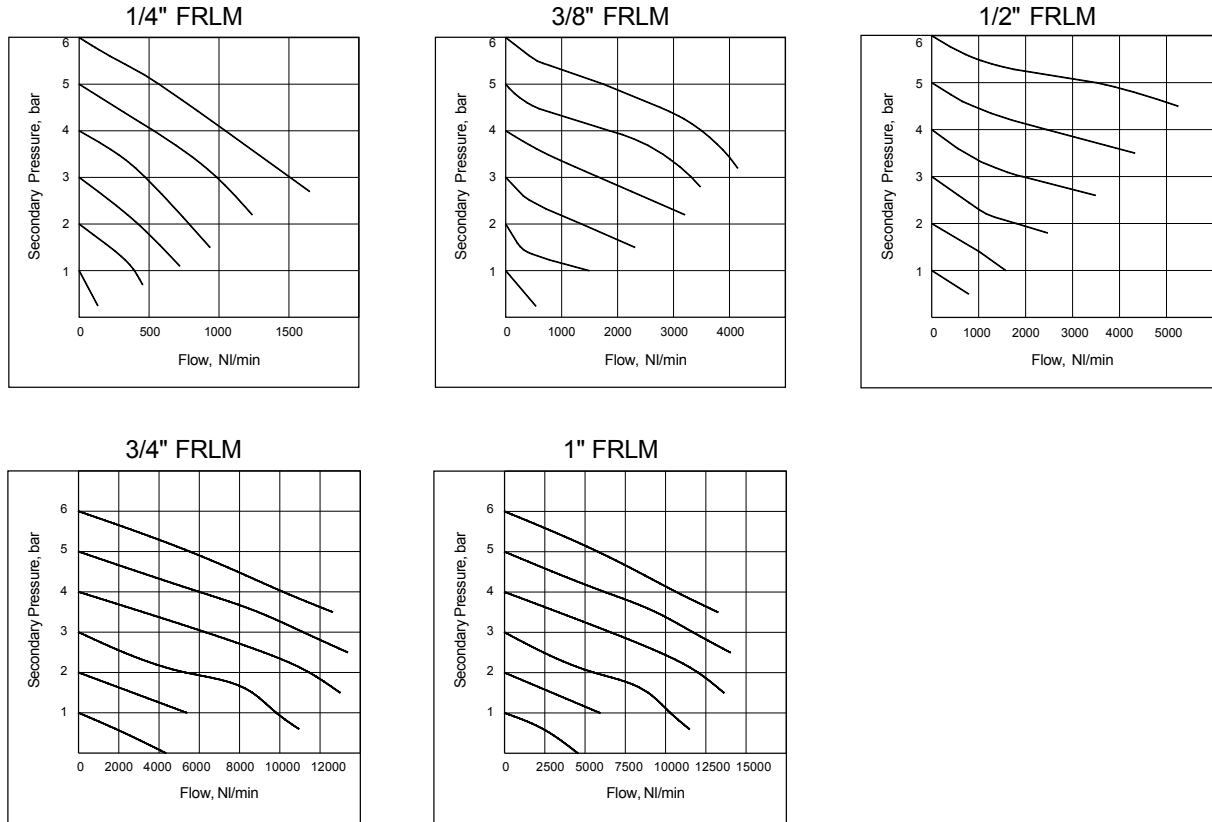 1/4" FRLM
3/8" FRLM
1/2" FRLM
Secondary Pressure, bar
6
5
4
3
2
1
0 500 1000 1500
Flow, Nl/min
Secondary Pressure, bar
6
5
4
3
2
1
0 1000 2000 3000 4000
Flow, Nl/min
Secondary Pressure, bar
6
5
4
3
2
1
0 1000 2000 3000 4000 5000
Flow, Nl/min
3/4" FRLM
1" FRLM
Secondary Pressure, bar
6
5
4
3
2
1
0 2000 4000 6000 8000 10000 12000
Flow, Nl/min
Secondary Pressure, bar
6
5
4
3
2
1
0 2500 5000 7500 10000 12500 15000
Flow, Nl/min